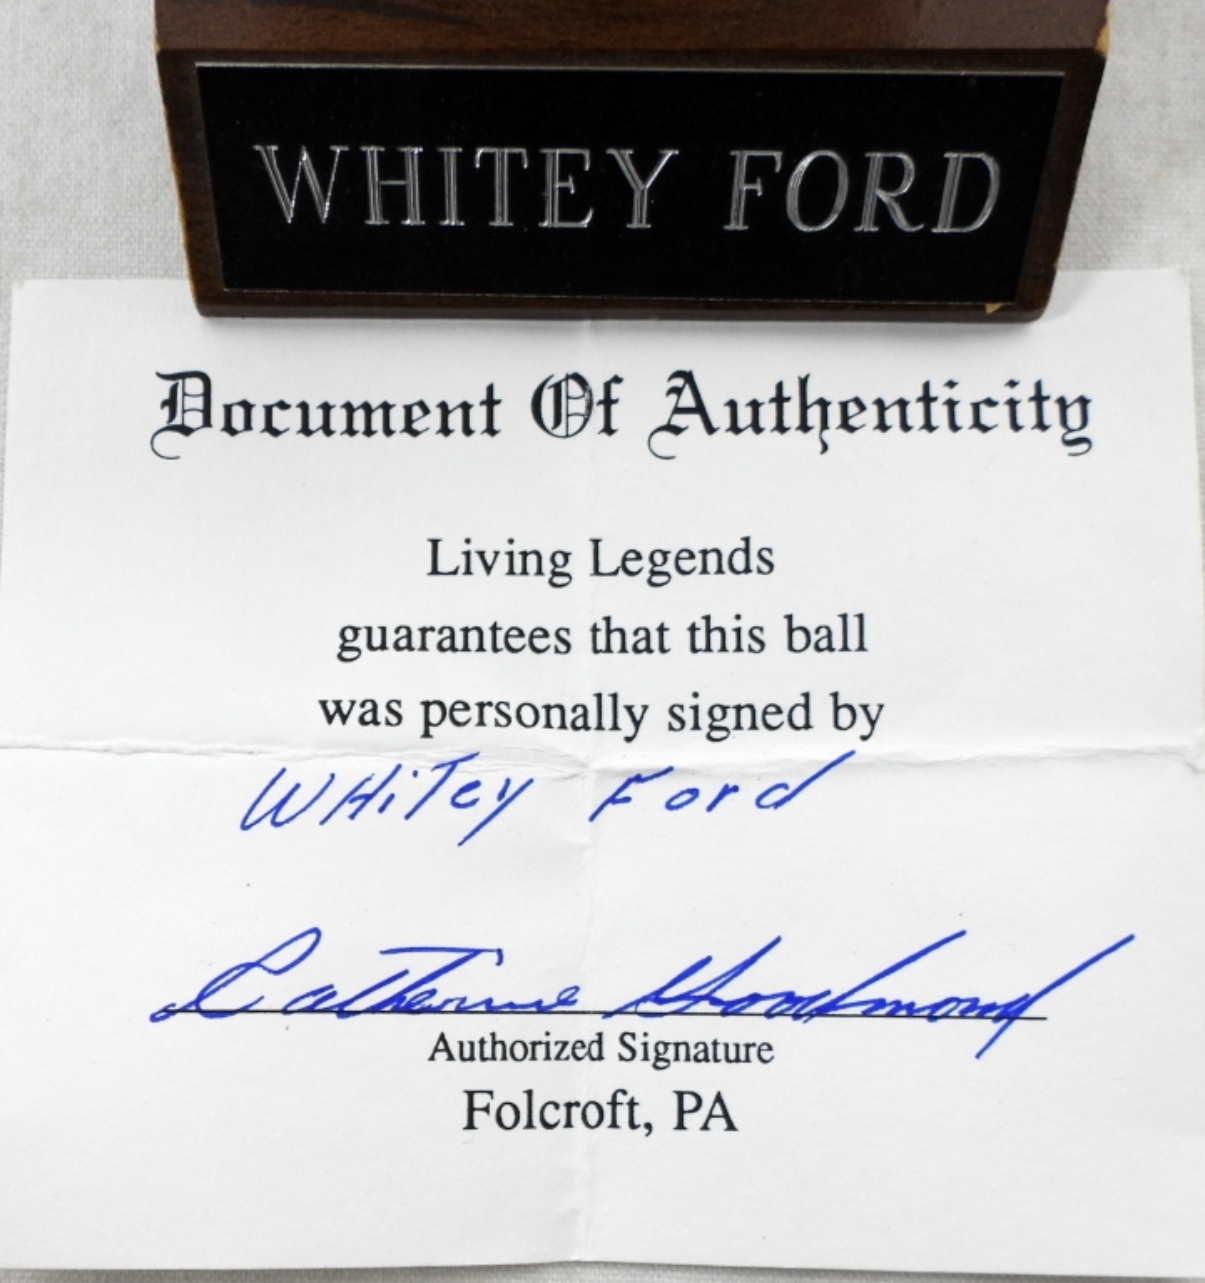 WHITEY FORD
Document Of Authenticity
Living Legends
guarantees that this ball
was personally signed by
WHiTey Ford
Catherine
Authorized Signature
Folcroft, PA